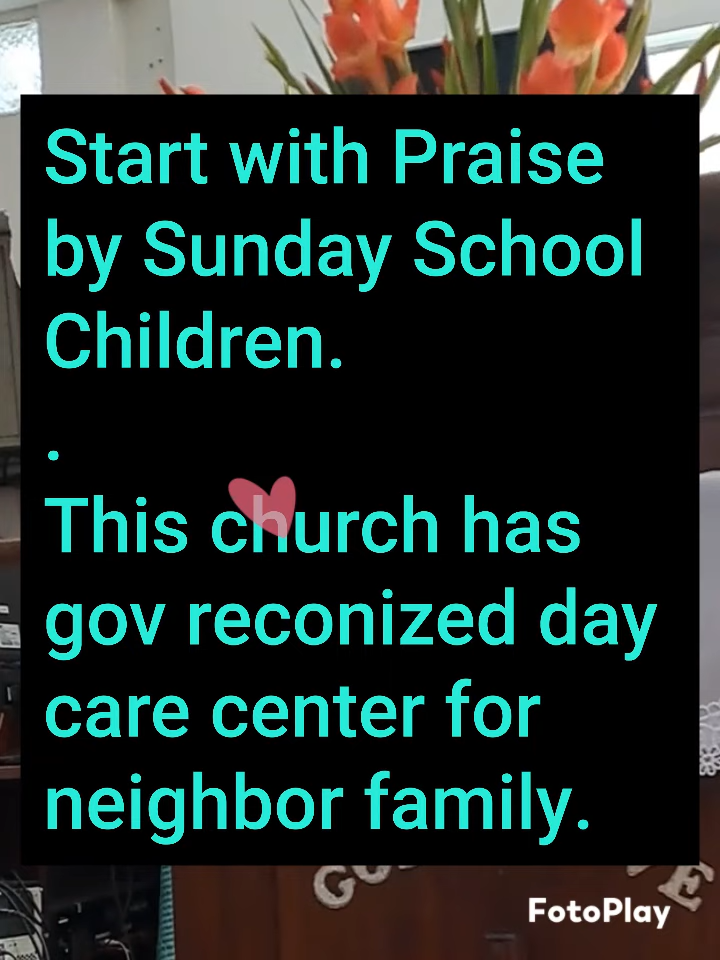 Start with Praise
by Sunday School
Children.
.
This church has
gov reconized day
care center for
neighbor family.
FotoPlay